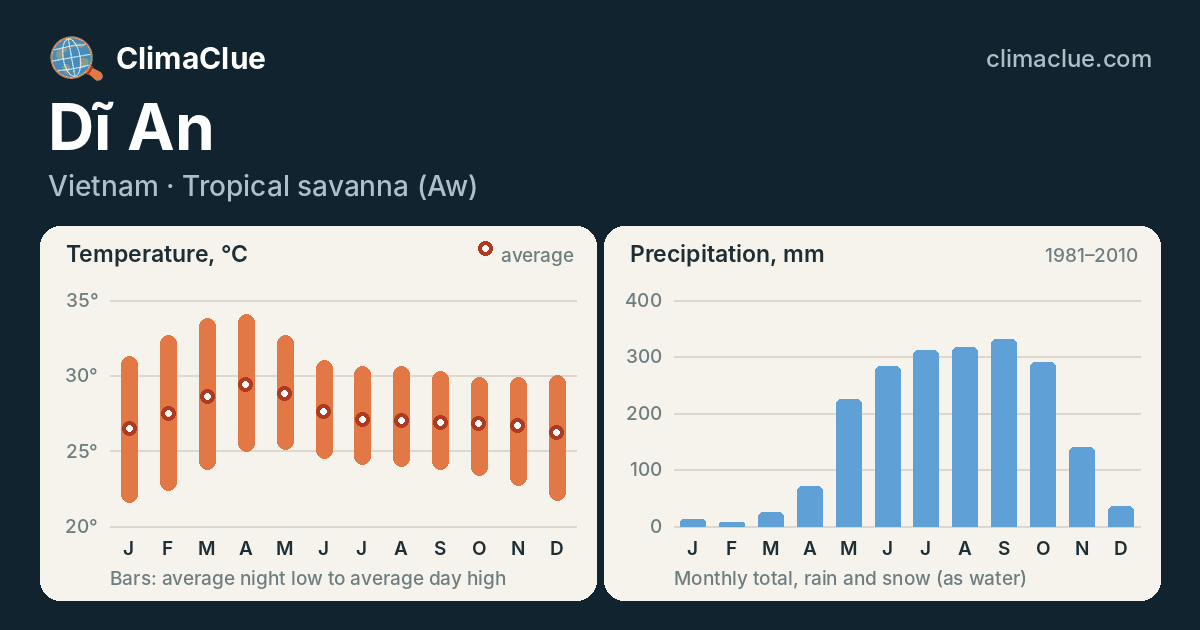 ClimaClue
climaclue.com
Dĩ An
Vietnam · Tropical savanna (Aw)
Temperature, °C
average
35°
30°
25°
20°
J F M A M J J A S O N D
Bars: average night low to average day high
Precipitation, mm
1981–2010
400
300
200
100
0
J F M A M J J A S O N D
Monthly total, rain and snow (as water)